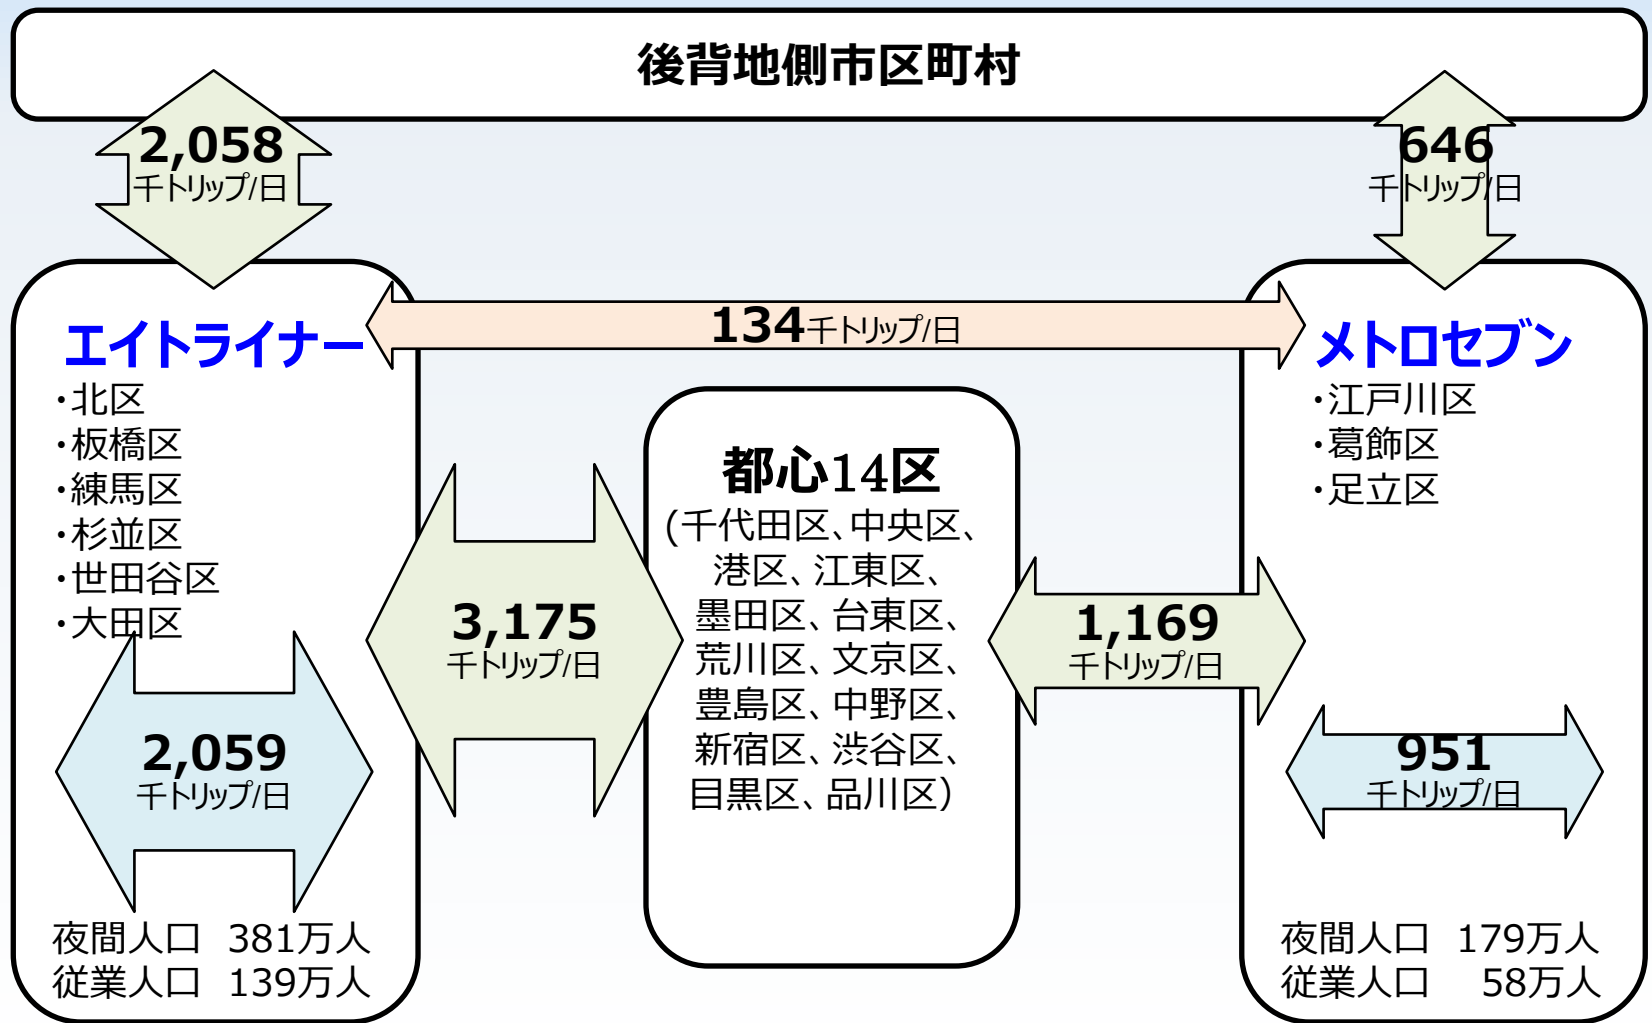 後背地側市区町村
2,058
千トリップ/日
646
千トリップ/日
134千トリップ/日
エイトライナー
・北区
・板橋区
・練馬区
・杉並区
・世田谷区
・大田区
2,059
千トリップ/日
夜間人口 381万人
従業人口 139万人
3,175
千トリップ/日
都心14区
(千代田区、中央区、
港区、江東区、
墨田区、台東区、
荒川区、文京区、
豊島区、中野区、
新宿区、渋谷区、
目黒区、品川区)
1,169
千トリップ/日
メトロセブン
・江戸川区
・葛飾区
・足立区
951
千トリップ/日
夜間人口 179万人
従業人口 58万人